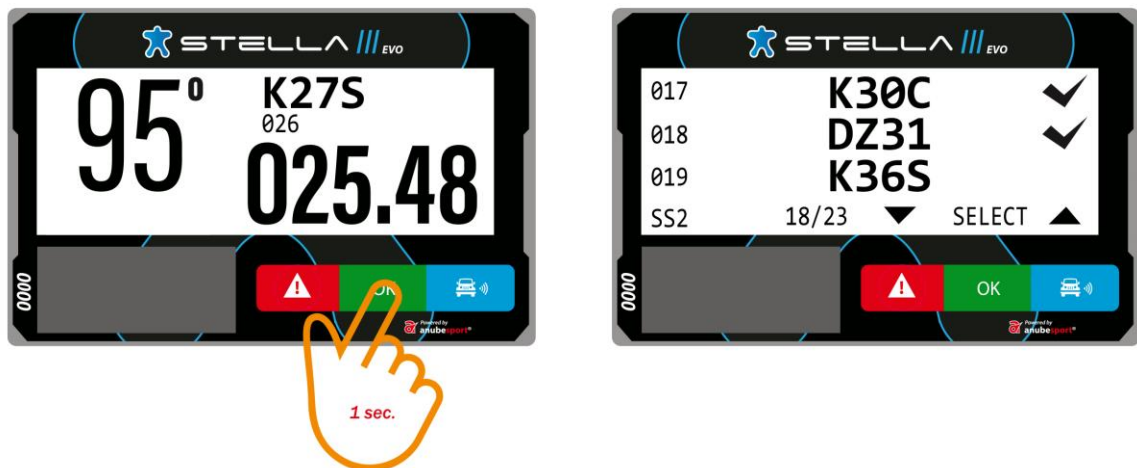 STELLA III EVO
95º
K27S
026
025.48
0000
OK
Powered by
anubesport®
1 sec.
STELLA III EVO
017 K30C
018 DZ31
019 K36S
SS2 18/23 SELECT
0000
OK
Powered by
anubesport®